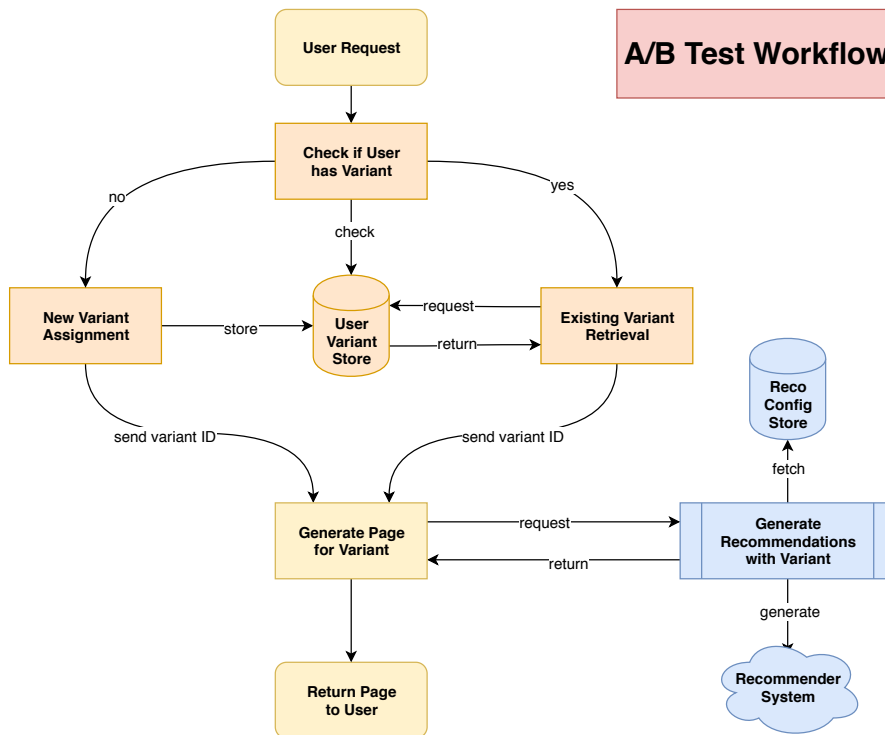 User Request
A/B Test Workflow
Check if User
has Variant
no
yes
check
New Variant
Assignment
store
User
Variant
Store
request
return
Existing Variant
Retrieval
Reco
Config
Store
send variant ID
send variant ID
fetch
Generate Page
for Variant
request
return
Generate
Recommendations
with Variant
generate
Return Page
to User
Recommender
System